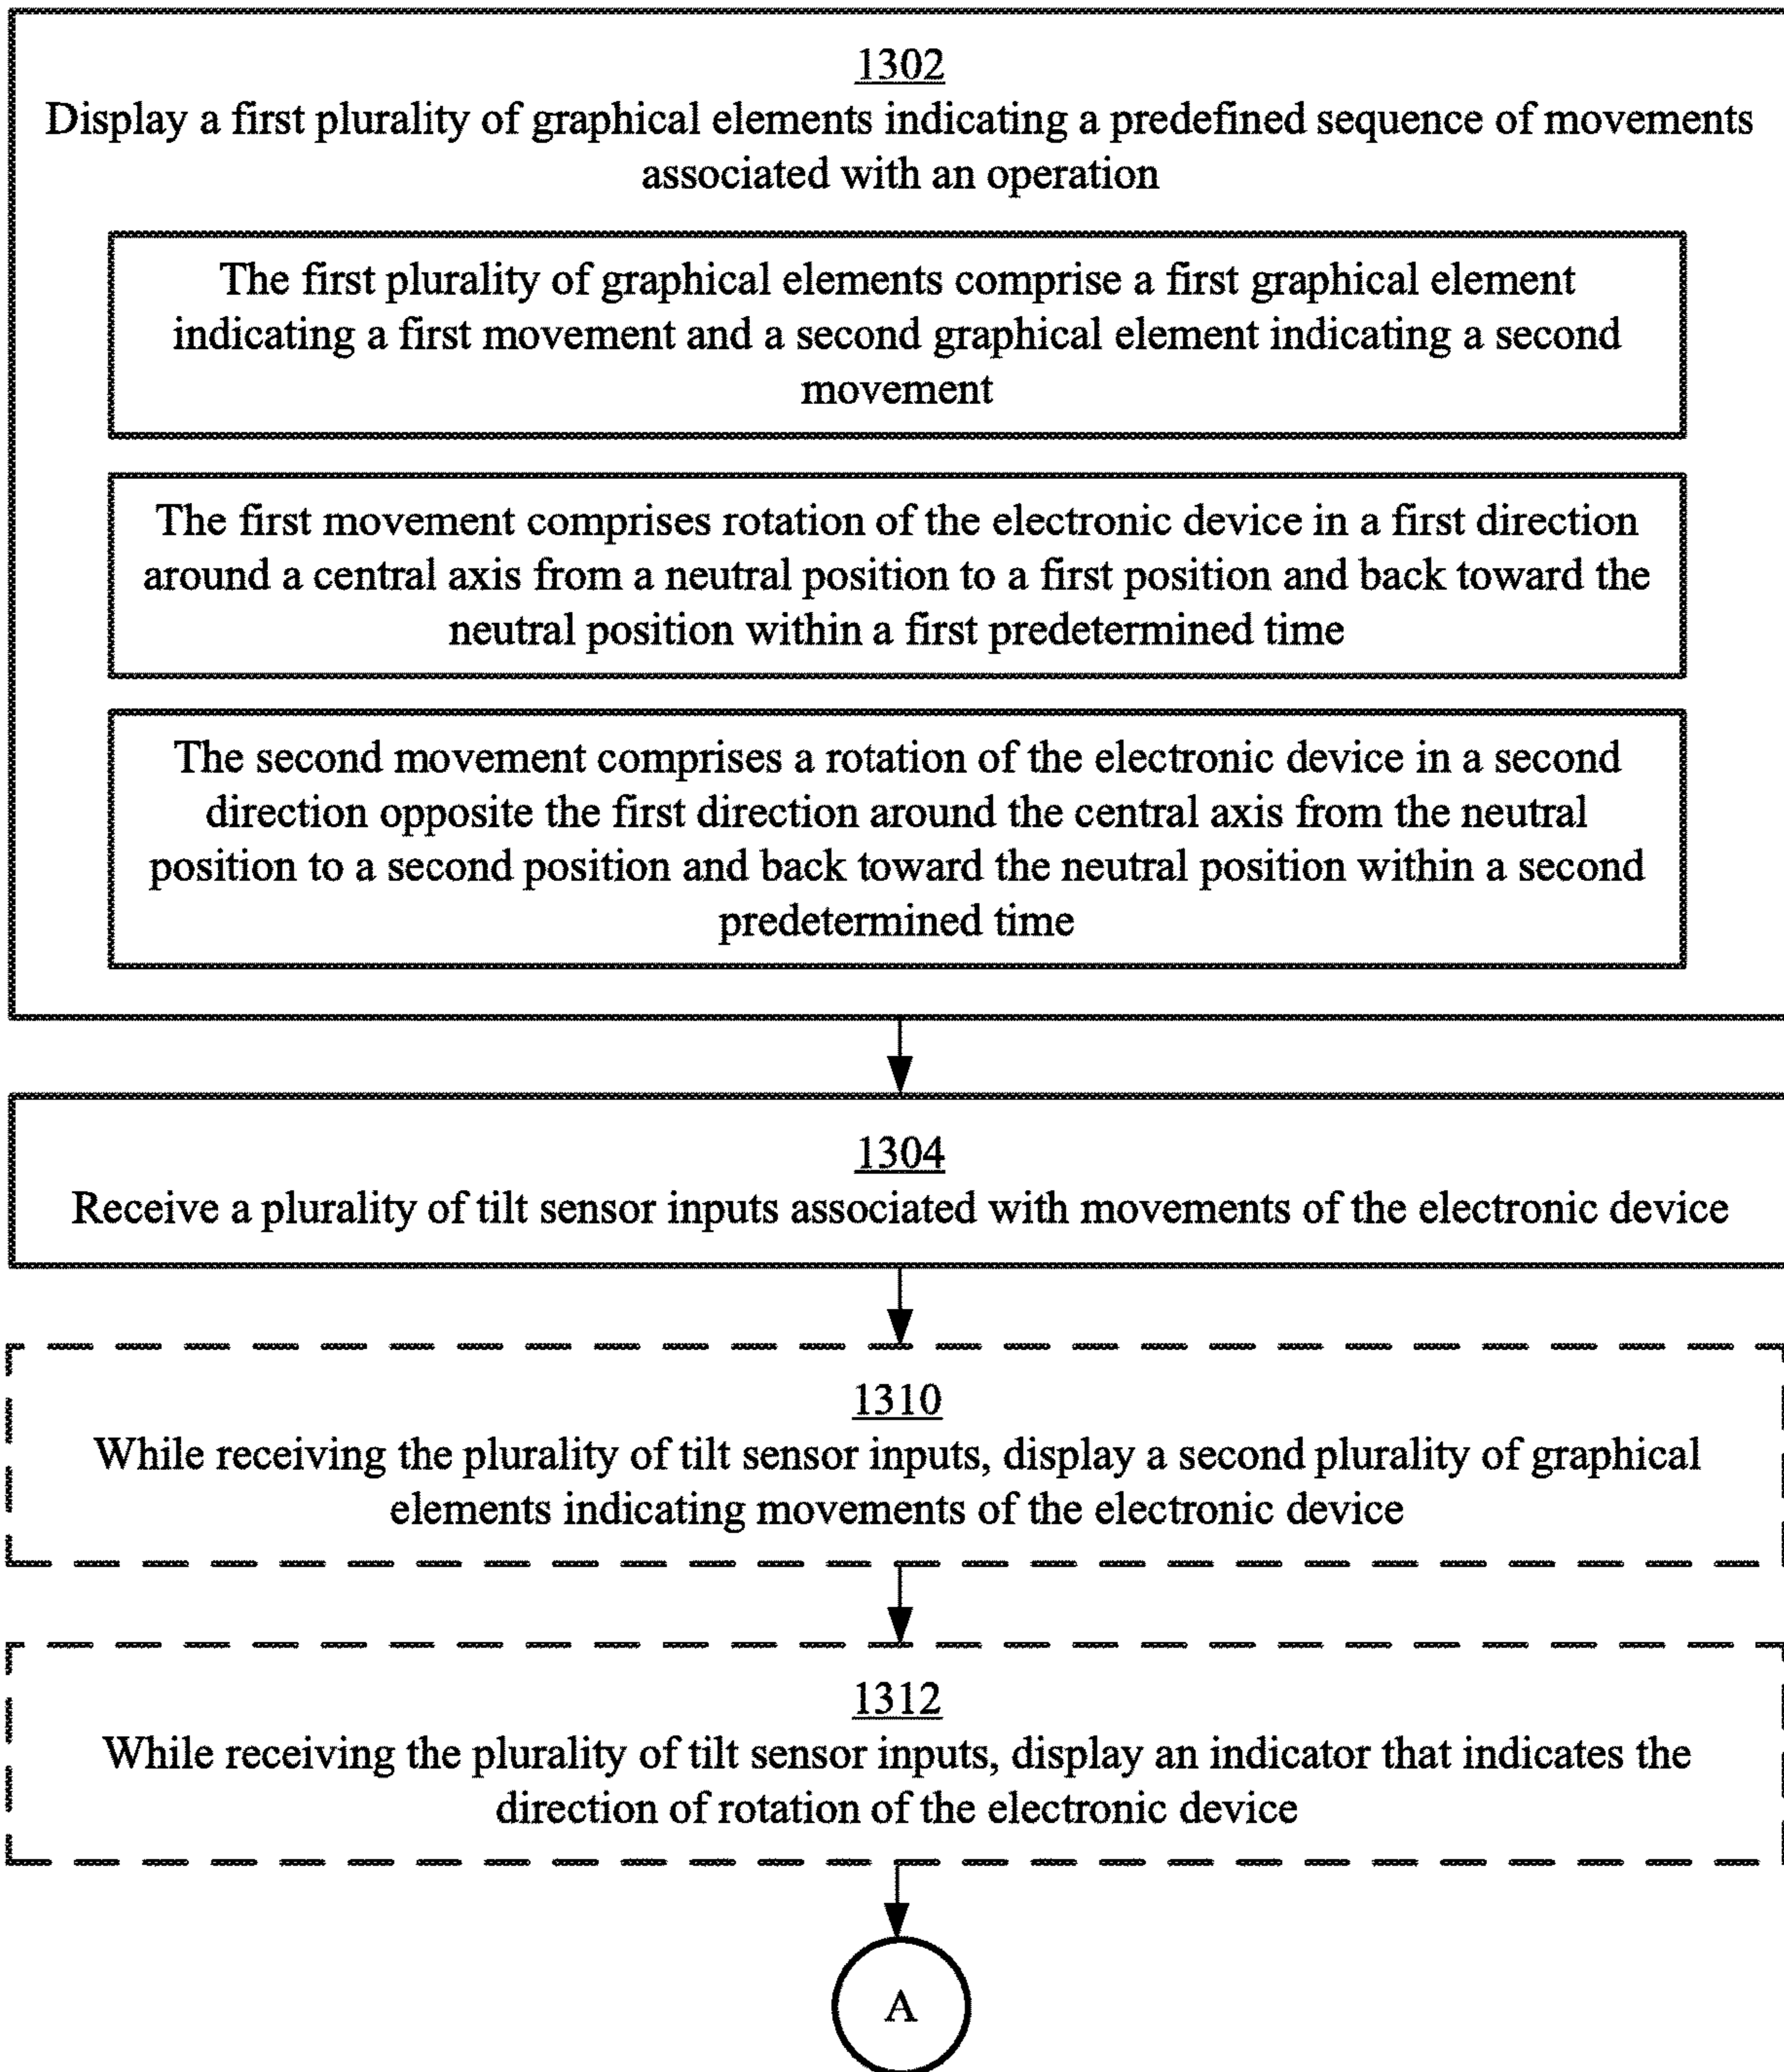 1302
Display a first plurality of graphical elements indicating a predefined sequence of movements
associated with an operation
The first plurality of graphical elements comprise a first graphical element
indicating a first movement and a second graphical element indicating a second
movement
The first movement comprises rotation of the electronic device in a first direction
around a central axis from a neutral position to a first position and back toward the
neutral position within a first predetermined time
The second movement comprises a rotation of the electronic device in a second
direction opposite the first direction around the central axis from the neutral
position to a second position and back toward the neutral position within a second
predetermined time
1304
Receive a plurality of tilt sensor inputs associated with movements of the electronic device
1310
While receiving the plurality of tilt sensor inputs, display a second plurality of graphical
elements indicating movements of the electronic device
1312
While receiving the plurality of tilt sensor inputs, display an indicator that indicates the
direction of rotation of the electronic device
A